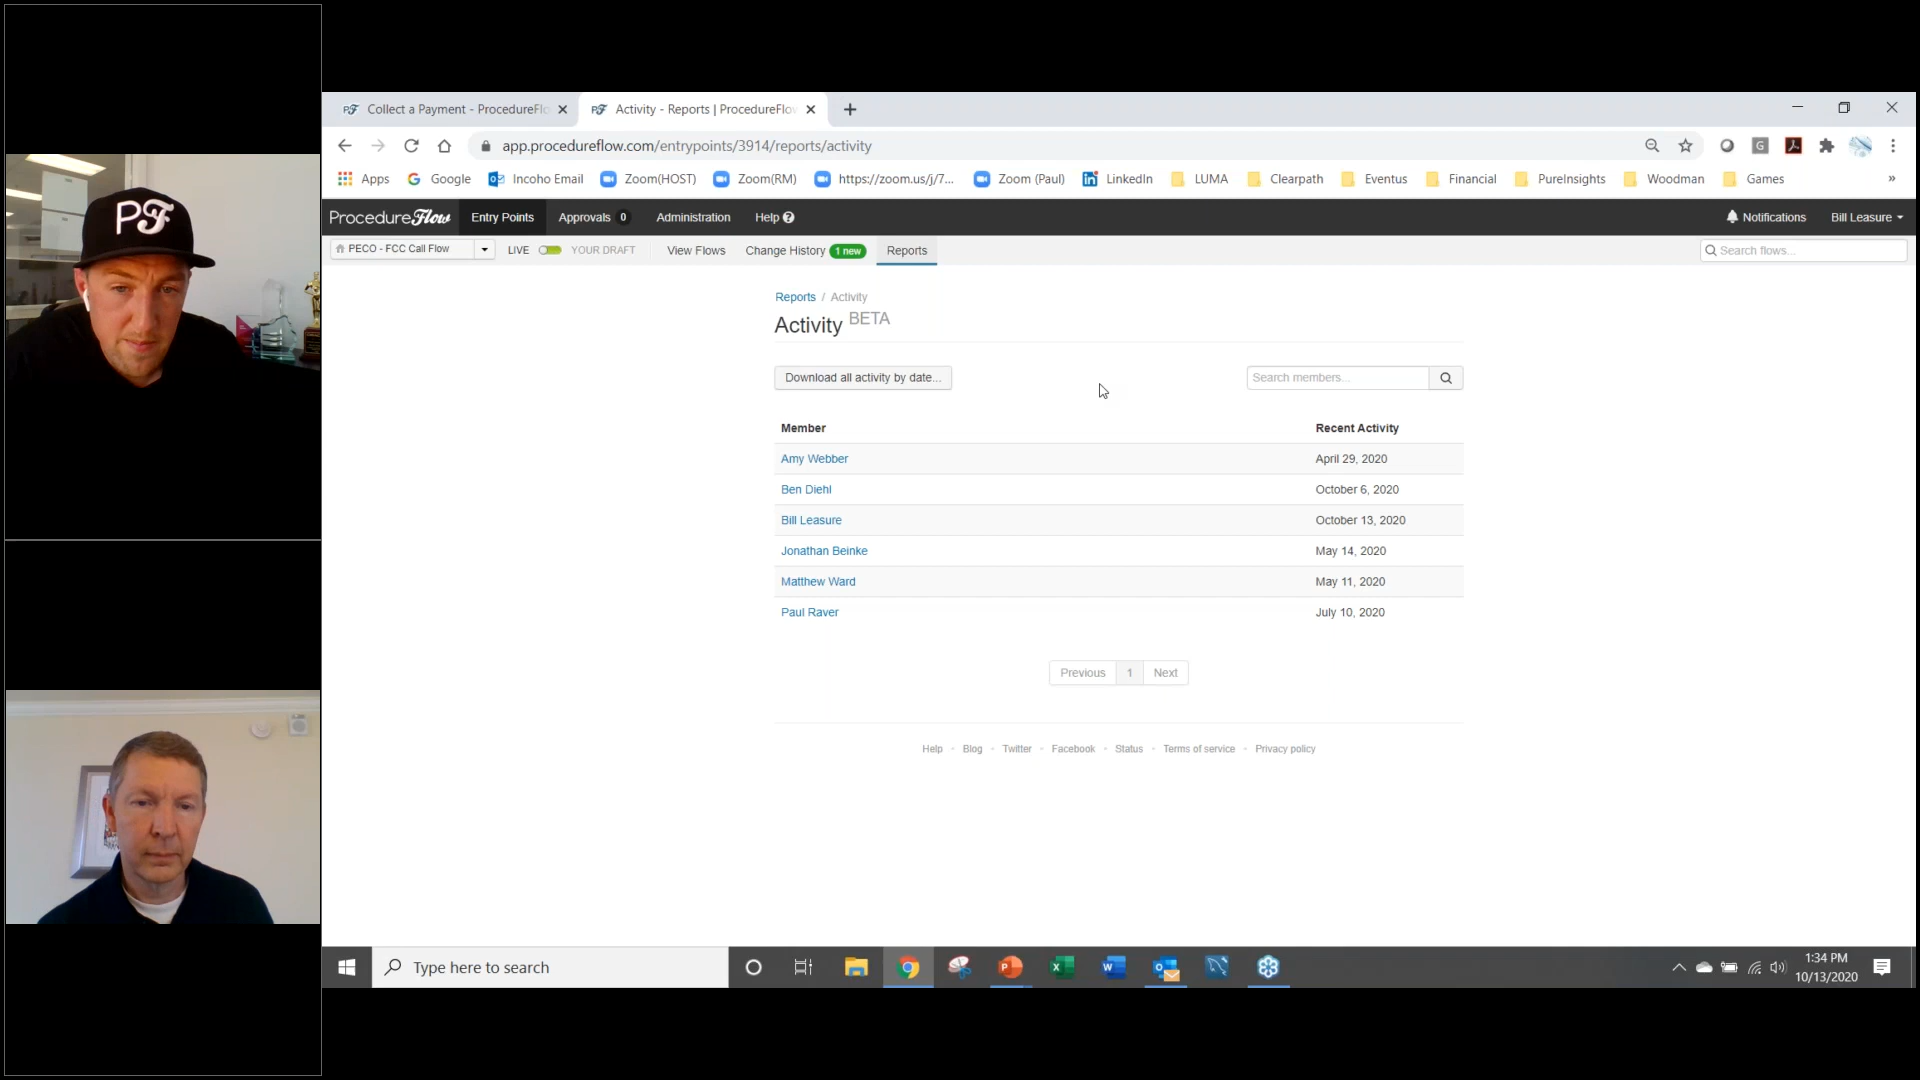 PF
PF Collect a Payment - ProcedureFlo
PF Activity - Reports | ProcedureFlow
app.procedureflow.com/entrypoints/3914/reports/activity
Apps Google Incoho Email Zoom(HOST) Zoom(RM) https://zoom.us/j/7... Zoom (Paul) LinkedIn LUMA Clearpath Eventus Financial PureInsights Woodman Games »
ProcedureFlow Entry Points Approvals 0 Administration Help ? Notifications Bill Leasure
PECO - FCC Call Flow LIVE YOUR DRAFT View Flows Change History 1 new Reports Search flows...
Reports / Activity
Activity BETA
Download all activity by date... Search members...
Member Recent Activity
Amy Webber April 29, 2020
Ben Diehl October 6, 2020
Bill Leasure October 13, 2020
Jonathan Beinke May 14, 2020
Matthew Ward May 11, 2020
Paul Raver July 10, 2020
Previous 1 Next
Help Blog Twitter Facebook Status Terms of service Privacy policy
Type here to search
1:34 PM
10/13/2020